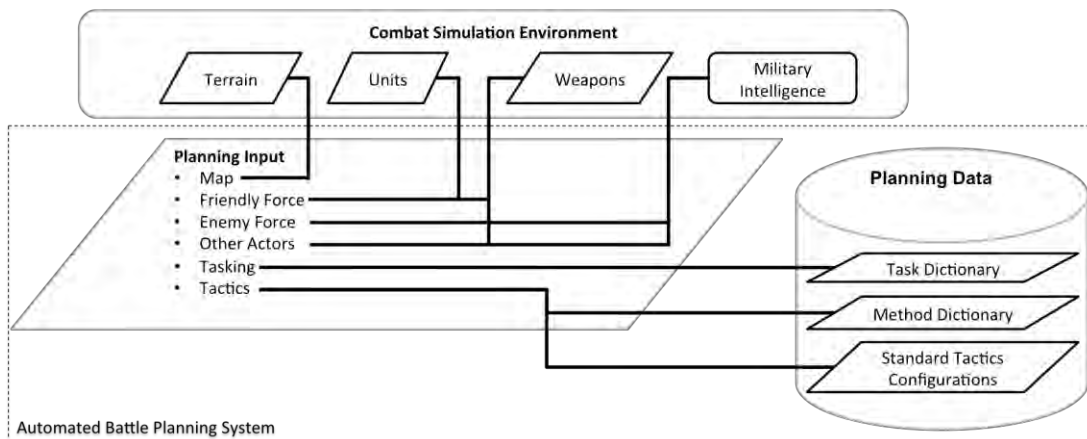 Combat Simulation Environment
Terrain
Units
Weapons
Military
Intelligence
Planning Input
• Map
• Friendly Force
• Enemy Force
• Other Actors
• Tasking
• Tactics
Planning Data
Task Dictionary
Method Dictionary
Standard Tactics
Configurations
Automated Battle Planning System